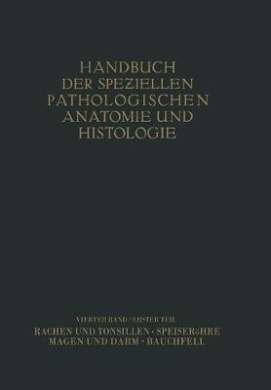 HANDBUCH
DER SPEZIELLEN
PATHOLOGISCHEN
ANATOMIE UND
HISTOLOGIE
VIERTER BAND/ERSTER TEIL
RACHEN UND TONSILLEN · SPEISERöHRE
MAGEN UND DARM · BAUCHFELL